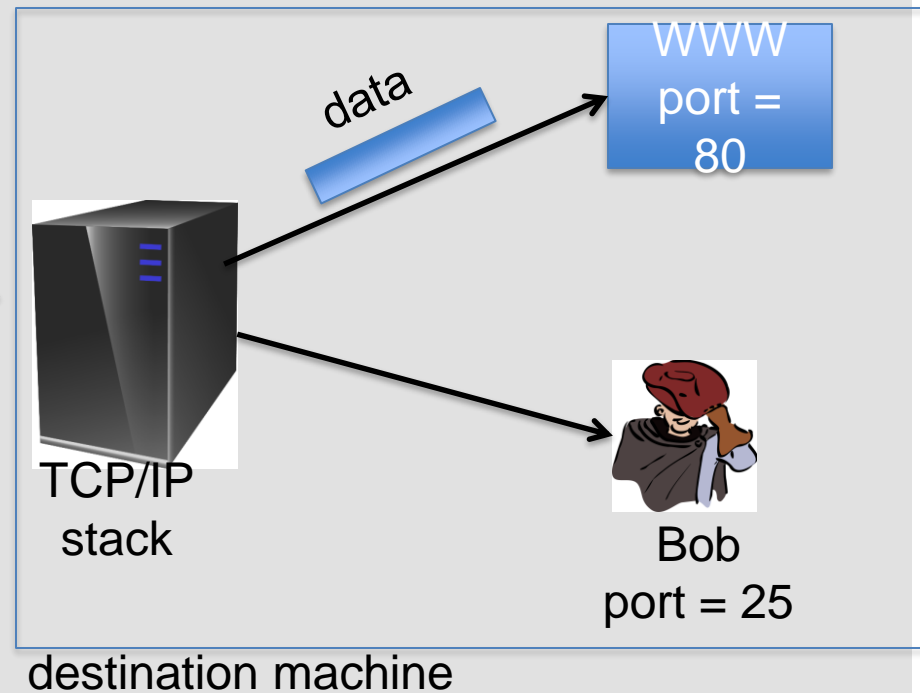 WWW
port =
80
data
TCP/IP
stack
Bob
port = 25
destination machine